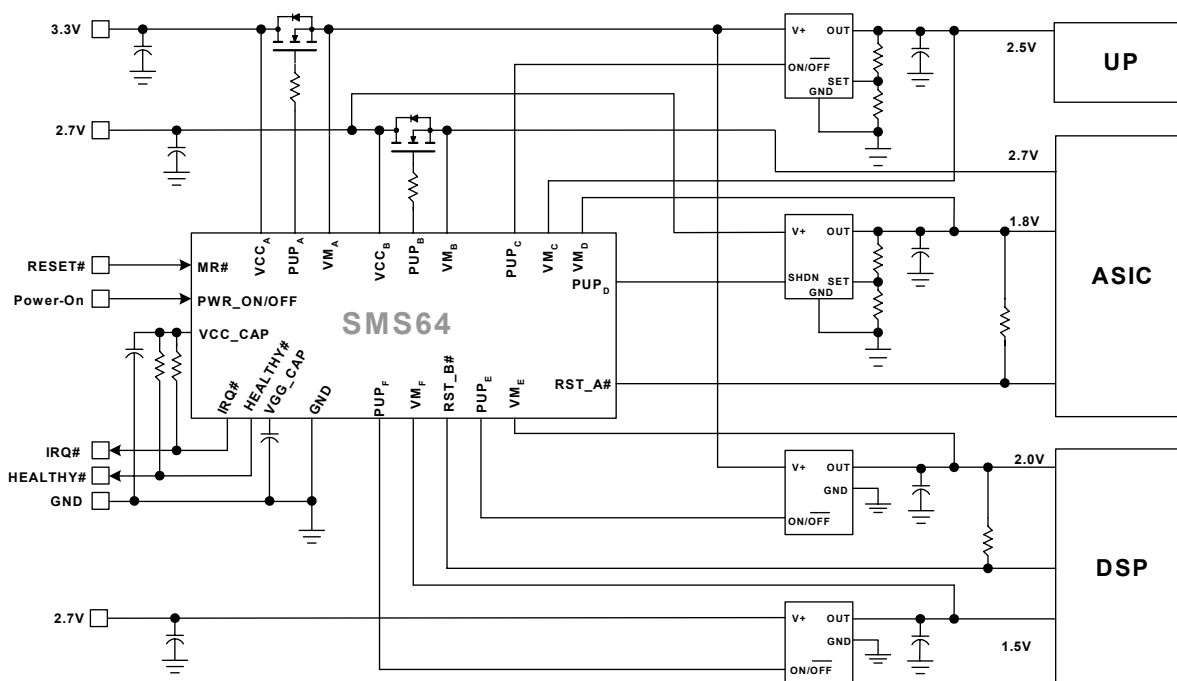 3.3V
V+
OUT
2.5V
UP
ON/OFF
SET
GND
2.7V
2.7V
V+
OUT
1.8V
ASIC
SHDN
SET
GND
VCCA
PUPA
VMA
VCCB
PUPB
VMB
PUPC
VMC
VMD
PUPD
RESET#
MR#
Power-On
PWR_ON/OFF
SMS64
VCC_CAP
RST_A#
IRQ#
HEALTHY#
VGG_CAP
GND
PUPF
VMF
RST_B#
PUPE
VME
IRQ#
HEALTHY#
GND
V+
OUT
2.0V
GND
ON/OFF
DSP
2.7V
V+
OUT
GND
1.5V
ON/OFF